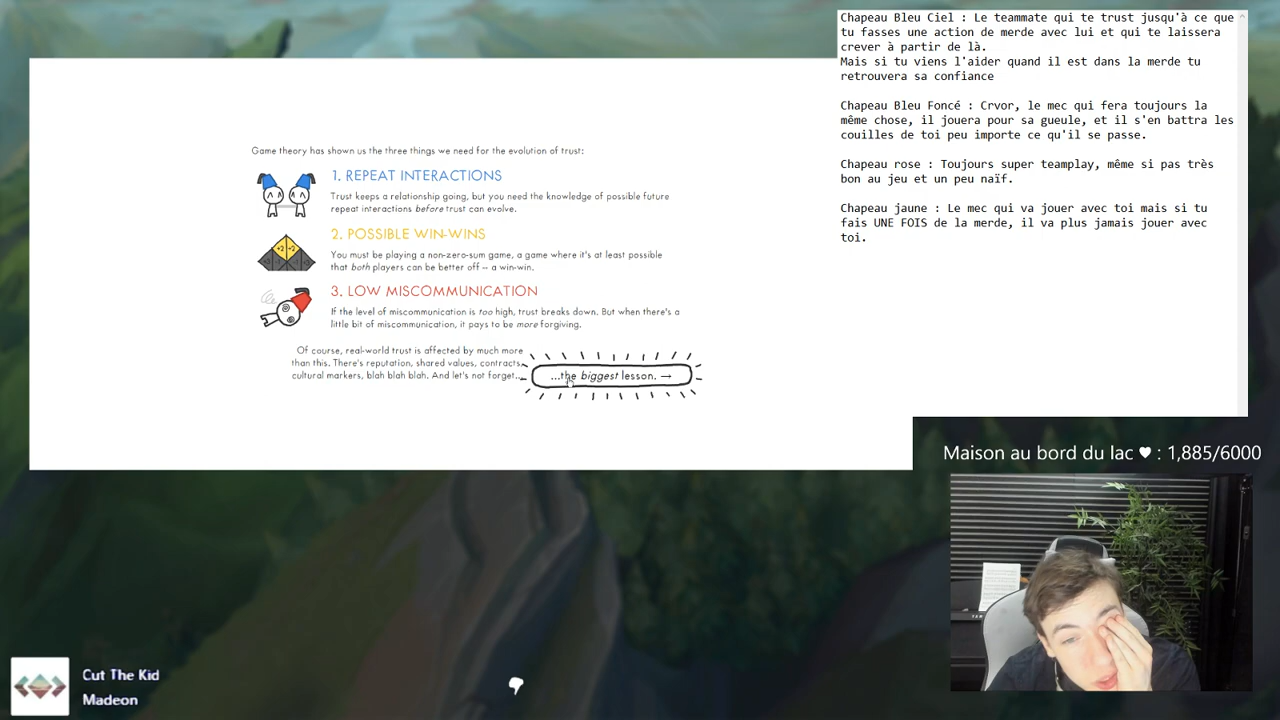 Chapeau Bleu Ciel : Le teammate qui te trust jusqu'à ce que
tu fasses une action de merde avec lui et qui te laissera
crever à partir de là.
Mais si tu viens l'aider quand il est dans la merde tu
retrouvera sa confiance
Chapeau Bleu Foncé : Crvor, le mec qui fera toujours la
même chose, il jouera pour sa gueule, et il s'en battra les
couilles de toi peu importe ce qu'il se passe.
Chapeau rose : Toujours super teamplay, même si pas très
bon au jeu et un peu naïf.
Chapeau jaune : Le mec qui va jouer avec toi mais si tu
fais UNE FOIS de la merde, il va plus jamais jouer avec
toi.
Game theory has shown us the three things we need for the evolution of trust:
1. REPEAT INTERACTIONS
Trust keeps a relationship going, but you need the knowledge of possible future
repeat interactions before trust can evolve.
2. POSSIBLE WIN-WINS
You must be playing a non-zero-sum game, a game where it's at least possible
that both players can be better off -- a win-win.
3. LOW MISCOMMUNICATION
If the level of miscommunication is too high, trust breaks down. But when there's a
little bit of miscommunication, it pays to be more forgiving.
Of course, real-world trust is affected by much more
than this. There's reputation, shared values, contracts,
cultural markers, blah blah blah. And let's not forget...
...the biggest lesson. →
Maison au bord du lac ♥ : 1,885/6000
Cut The Kid
Madeon